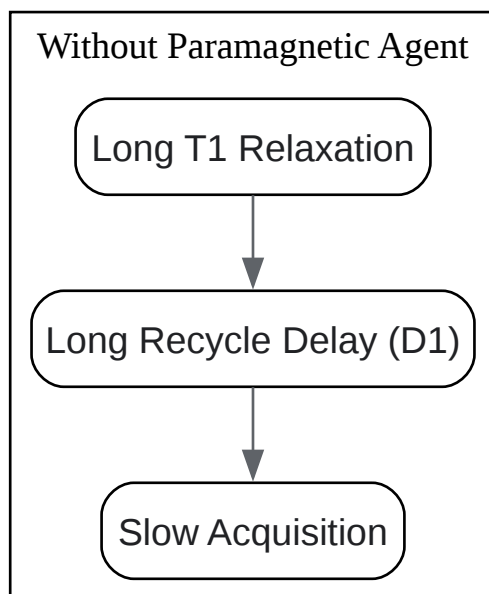 Without Paramagnetic Agent
Long T1 Relaxation
Long Recycle Delay (D1)
Slow Acquisition